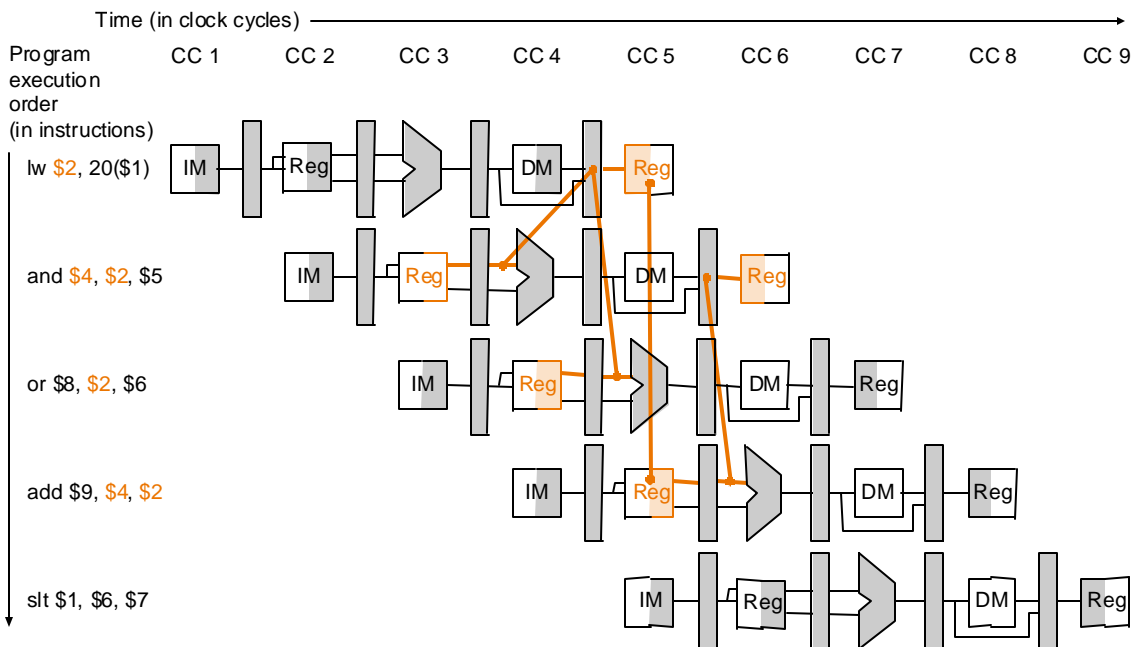 Time (in clock cycles)
Program
execution
order
(in instructions)
CC 1 CC 2 CC 3 CC 4 CC 5 CC 6 CC 7 CC 8 CC 9
lw $2, 20($1) IM Reg DM Reg
and $4, $2, $5 IM Reg DM Reg
or $8, $2, $6 IM Reg DM Reg
add $9, $4, $2 IM Reg DM Reg
slt $1, $6, $7 IM Reg DM Reg